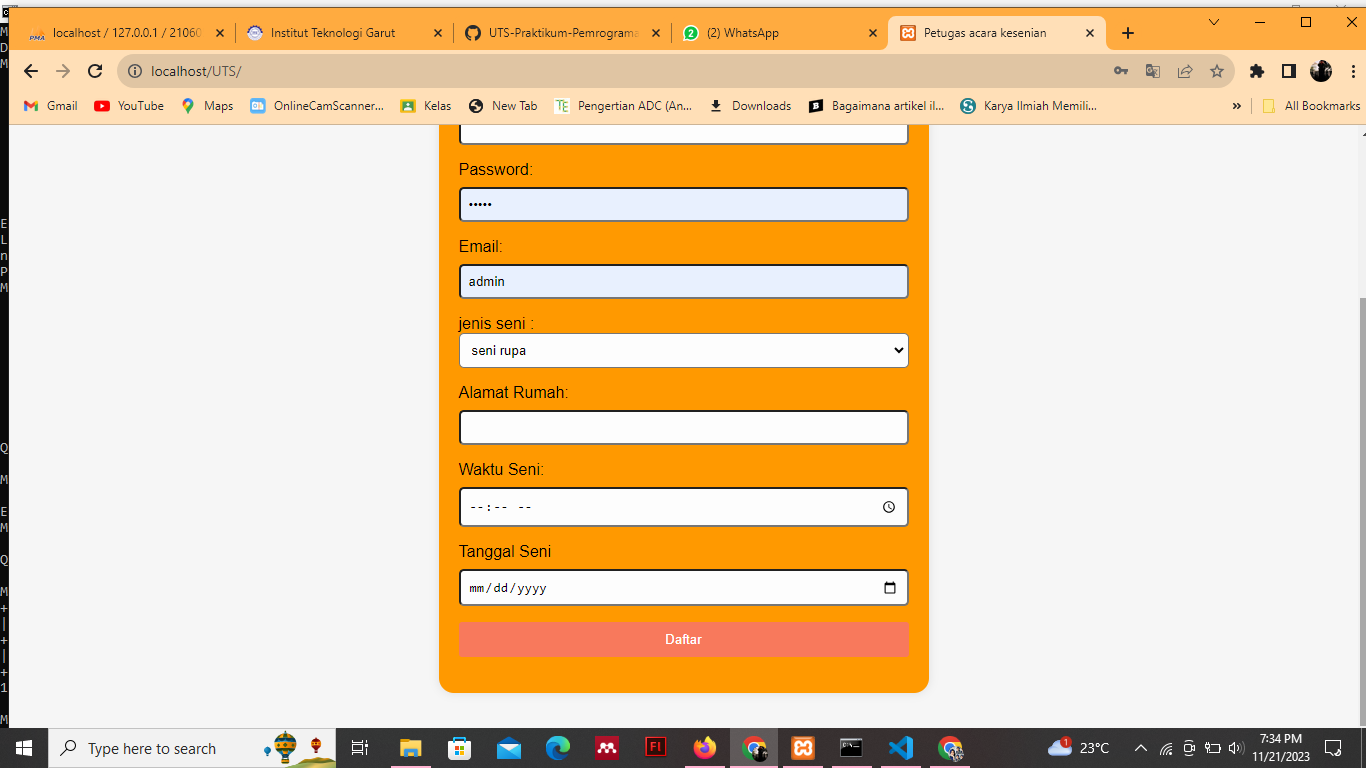 localhost / 127.0.0.1 / 21060
Institut Teknologi Garut
UTS-Praktikum-Pemrograma
(2) WhatsApp
Petugas acara kesenian
localhost/UTS/
Gmail
YouTube
Maps
OnlineCamScanner...
Kelas
New Tab
Pengertian ADC (An...
Downloads
Bagaimana artikel il...
Karya Ilmiah Memili...
»
All Bookmarks
Password:
•••••
Email:
admin
jenis seni :
seni rupa
Alamat Rumah:
Waktu Seni:
--:-- --
Tanggal Seni
mm/dd/yyyy
Daftar
Type here to search
23°C
7:34 PM
11/21/2023